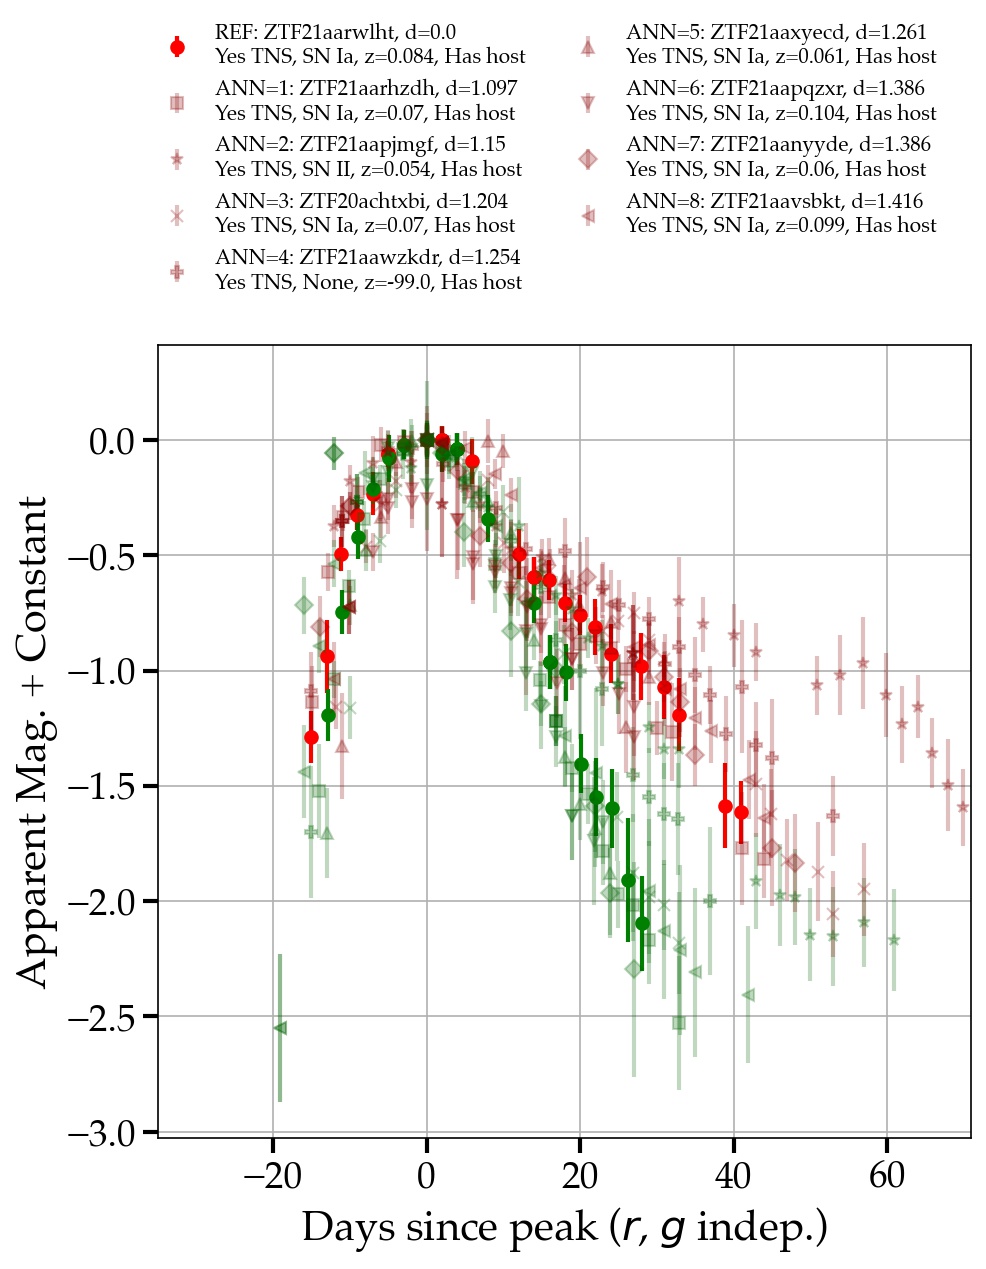 REF: ZTF21aarwlht, d=0.0
Yes TNS, SN Ia, z=0.084, Has host
ANN=1: ZTF21aarhzdh, d=1.097
Yes TNS, SN Ia, z=0.07, Has host
ANN=2: ZTF21aapjmgf, d=1.15
Yes TNS, SN II, z=0.054, Has host
ANN=3: ZTF20achtxbi, d=1.204
Yes TNS, SN Ia, z=0.07, Has host
ANN=4: ZTF21aawzkdr, d=1.254
Yes TNS, None, z=-99.0, Has host
ANN=5: ZTF21aaxyecd, d=1.261
Yes TNS, SN Ia, z=0.061, Has host
ANN=6: ZTF21aapqzxr, d=1.386
Yes TNS, SN Ia, z=0.104, Has host
ANN=7: ZTF21aanyyde, d=1.386
Yes TNS, SN Ia, z=0.06, Has host
ANN=8: ZTF21aavsbkt, d=1.416
Yes TNS, SN Ia, z=0.099, Has host
Apparent Mag. + Constant
0.0
−0.5
−1.0
−1.5
−2.0
−2.5
−3.0
−20 0 20 40 60
Days since peak (r, g indep.)